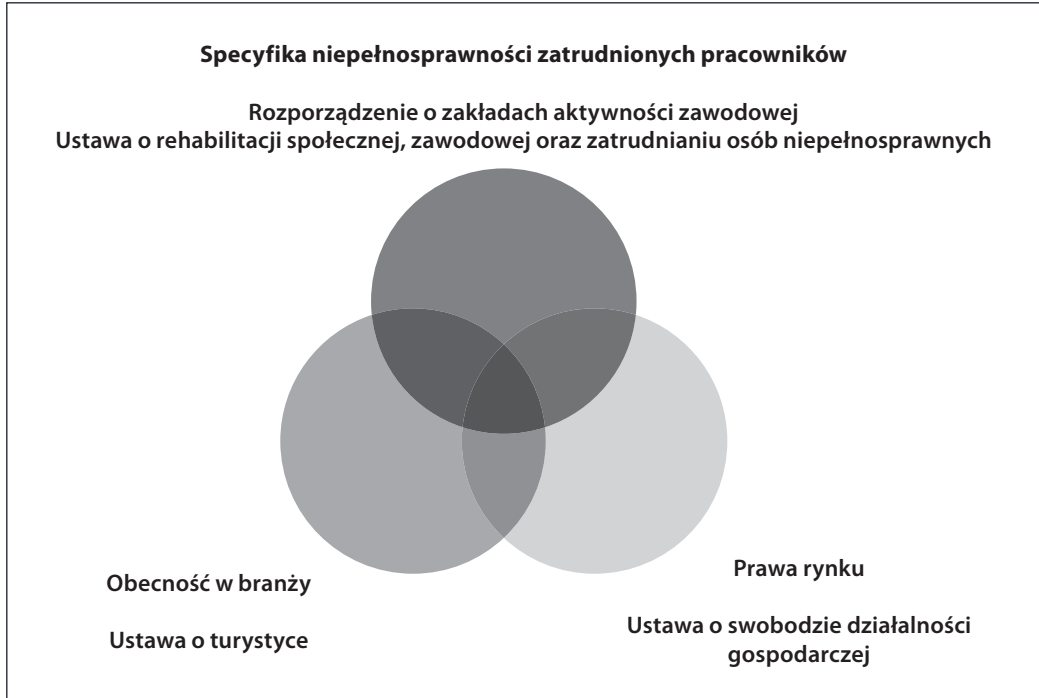 Specyfika niepełnosprawności zatrudnionych pracowników
Rozporządzenie o zakładach aktywności zawodowej
Ustawa o rehabilitacji społecznej, zawodowej oraz zatrudnianiu osób niepełnosprawnych
Obecność w branży
Ustawa o turystyce
Prawa rynku
Ustawa o swobodzie działalności
gospodarczej